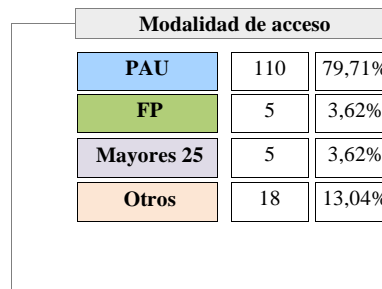 Modalidad de acceso
PAU 110 79,71%
FP 5 3,62%
Mayores 25 5 3,62%
Otros 18 13,04%